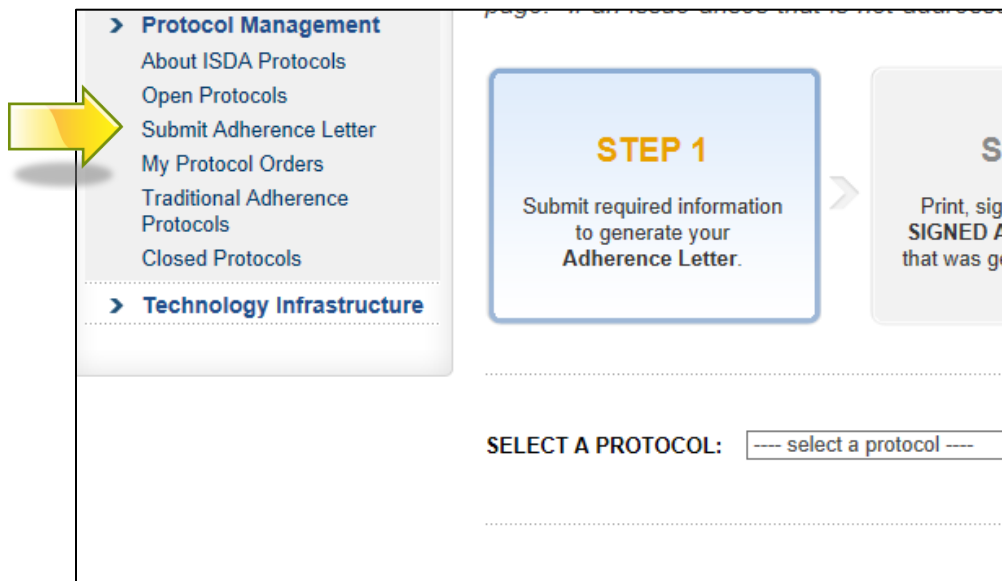 Protocol Management
About ISDA Protocols
Open Protocols
Submit Adherence Letter
My Protocol Orders
Traditional Adherence
Protocols
Closed Protocols
Technology Infrastructure
STEP 1
Submit required information
to generate your
Adherence Letter.
S
Print, sig
SIGNED A
that was ge
SELECT A PROTOCOL:
---- select a protocol ----